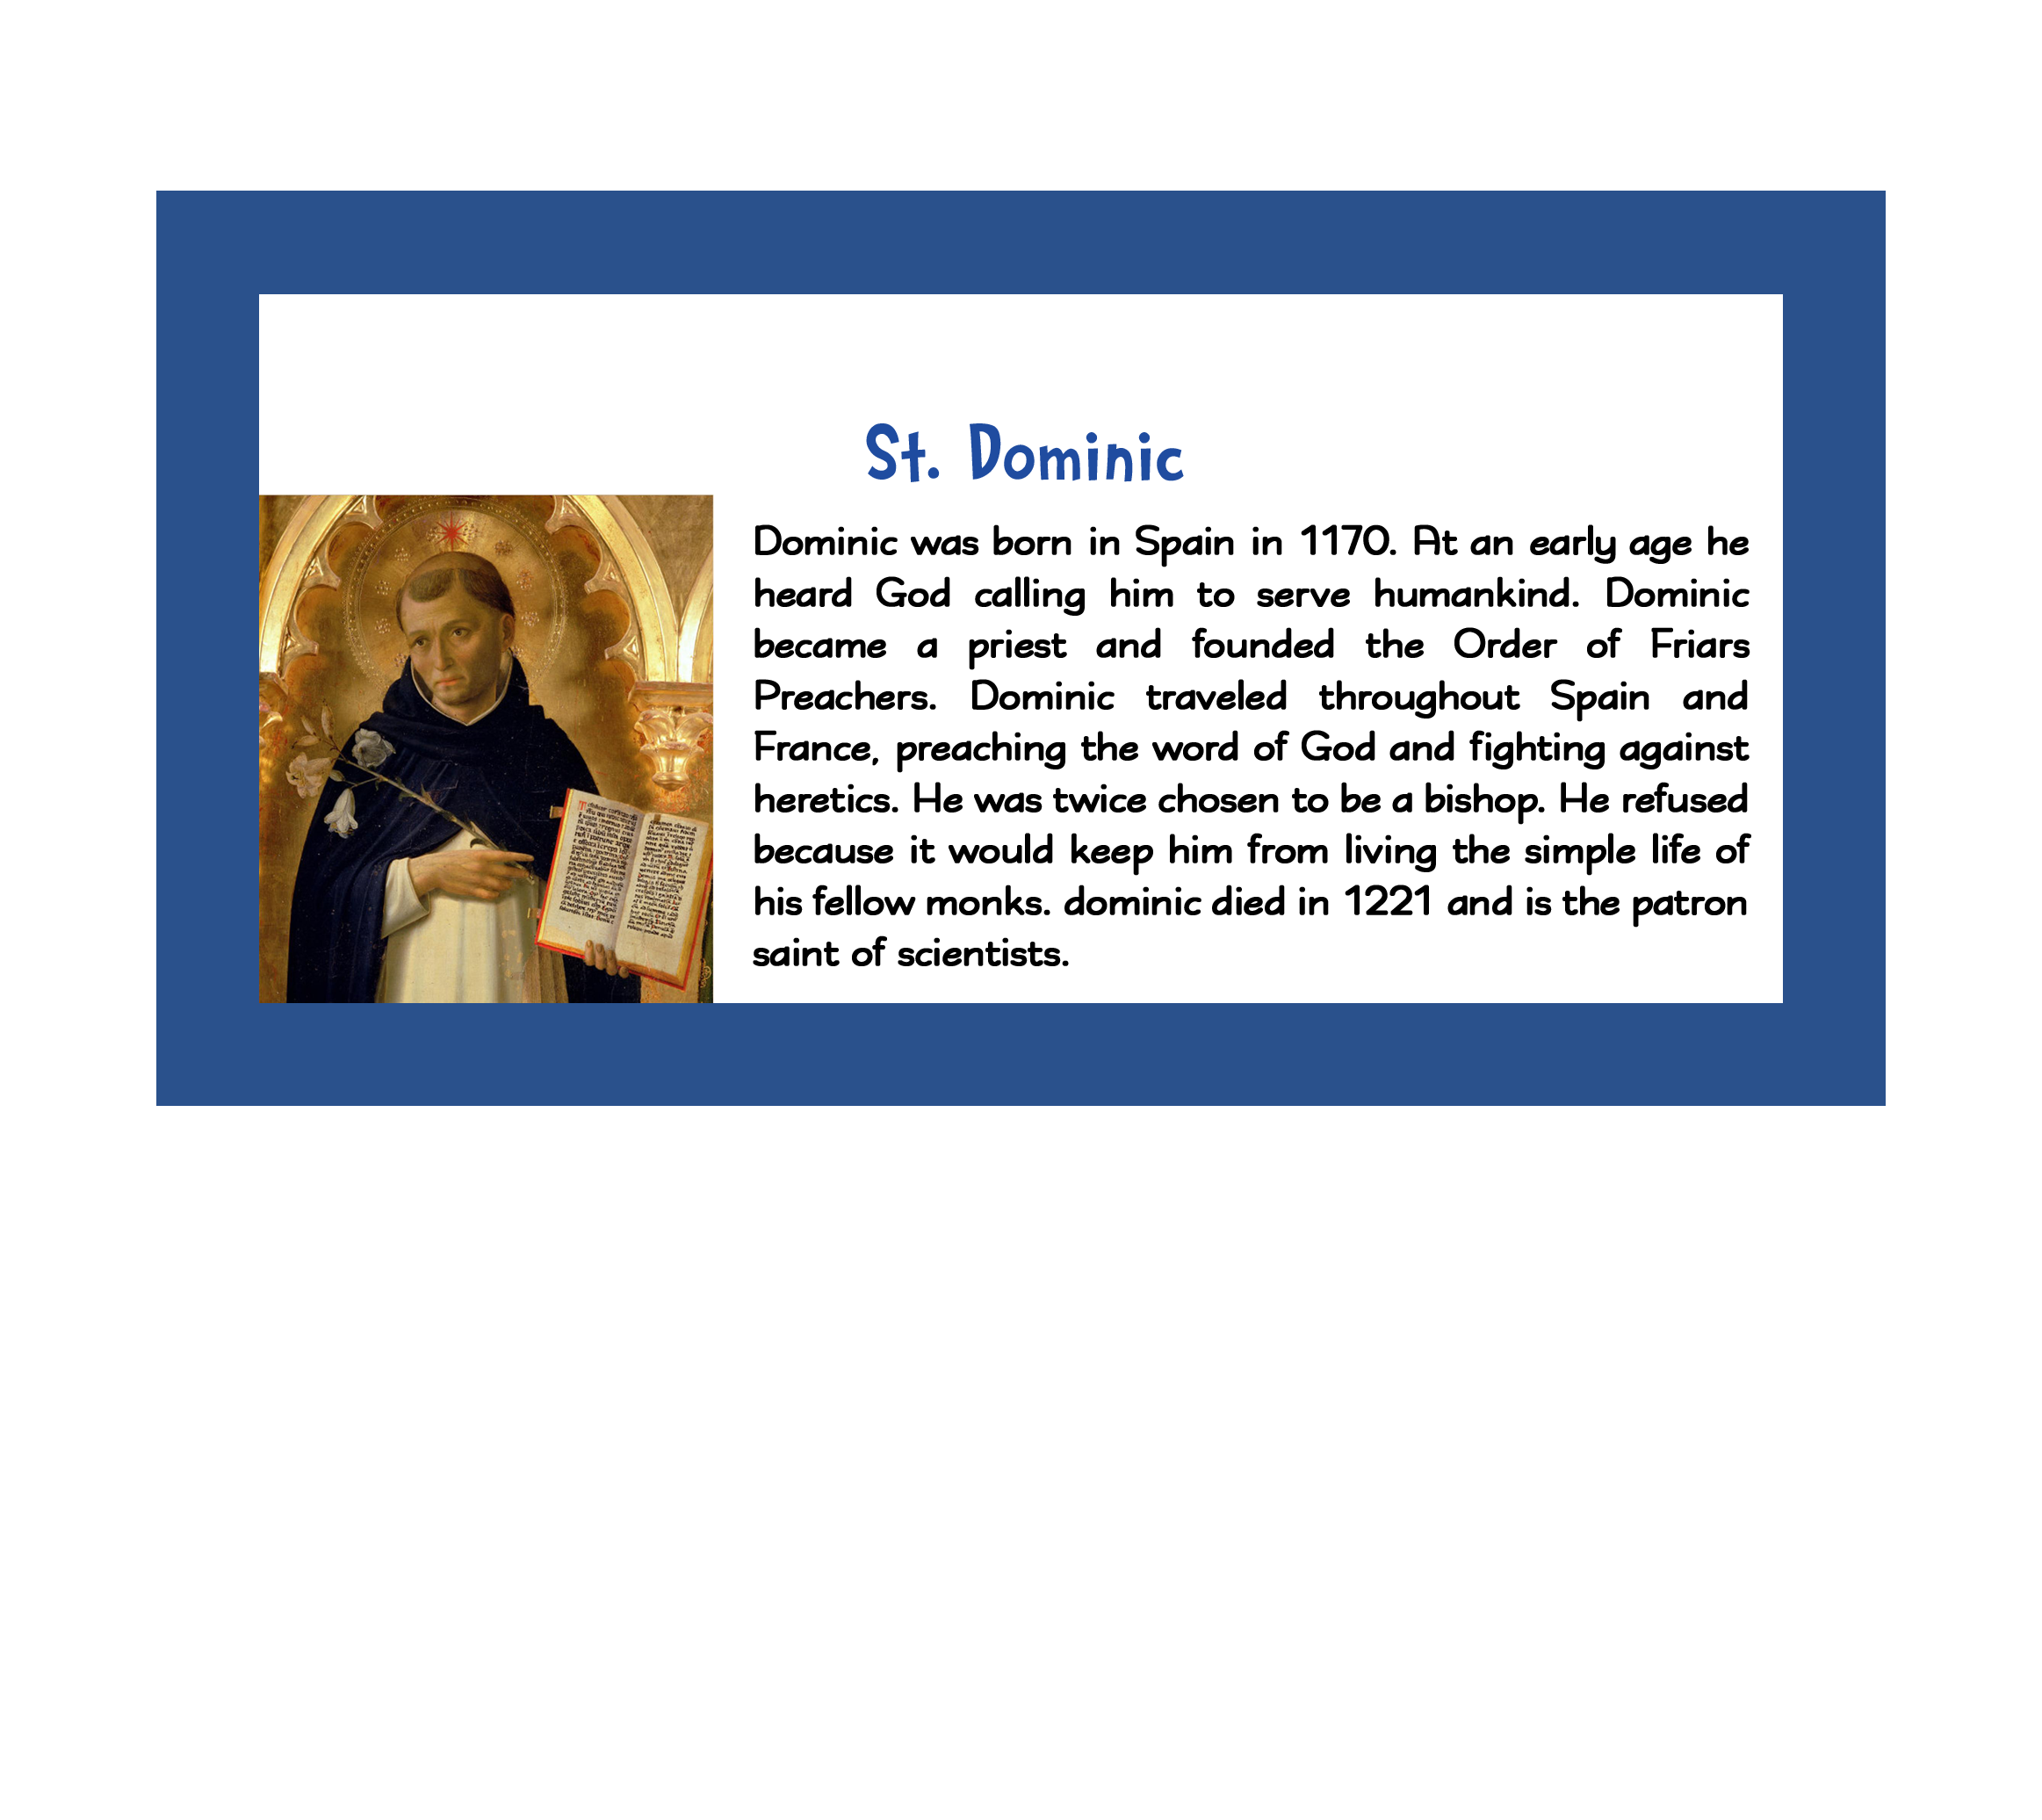 St. Dominic
Dominic was born in Spain in 1170. At an early age he
heard God calling him to serve humankind. Dominic
became a priest and founded the Order of Friars
Preachers. Dominic traveled throughout Spain and
France, preaching the word of God and fighting against
heretics. He was twice chosen to be a bishop. He refused
because it would keep him from living the simple life of
his fellow monks. dominic died in 1221 and is the patron
saint of scientists.